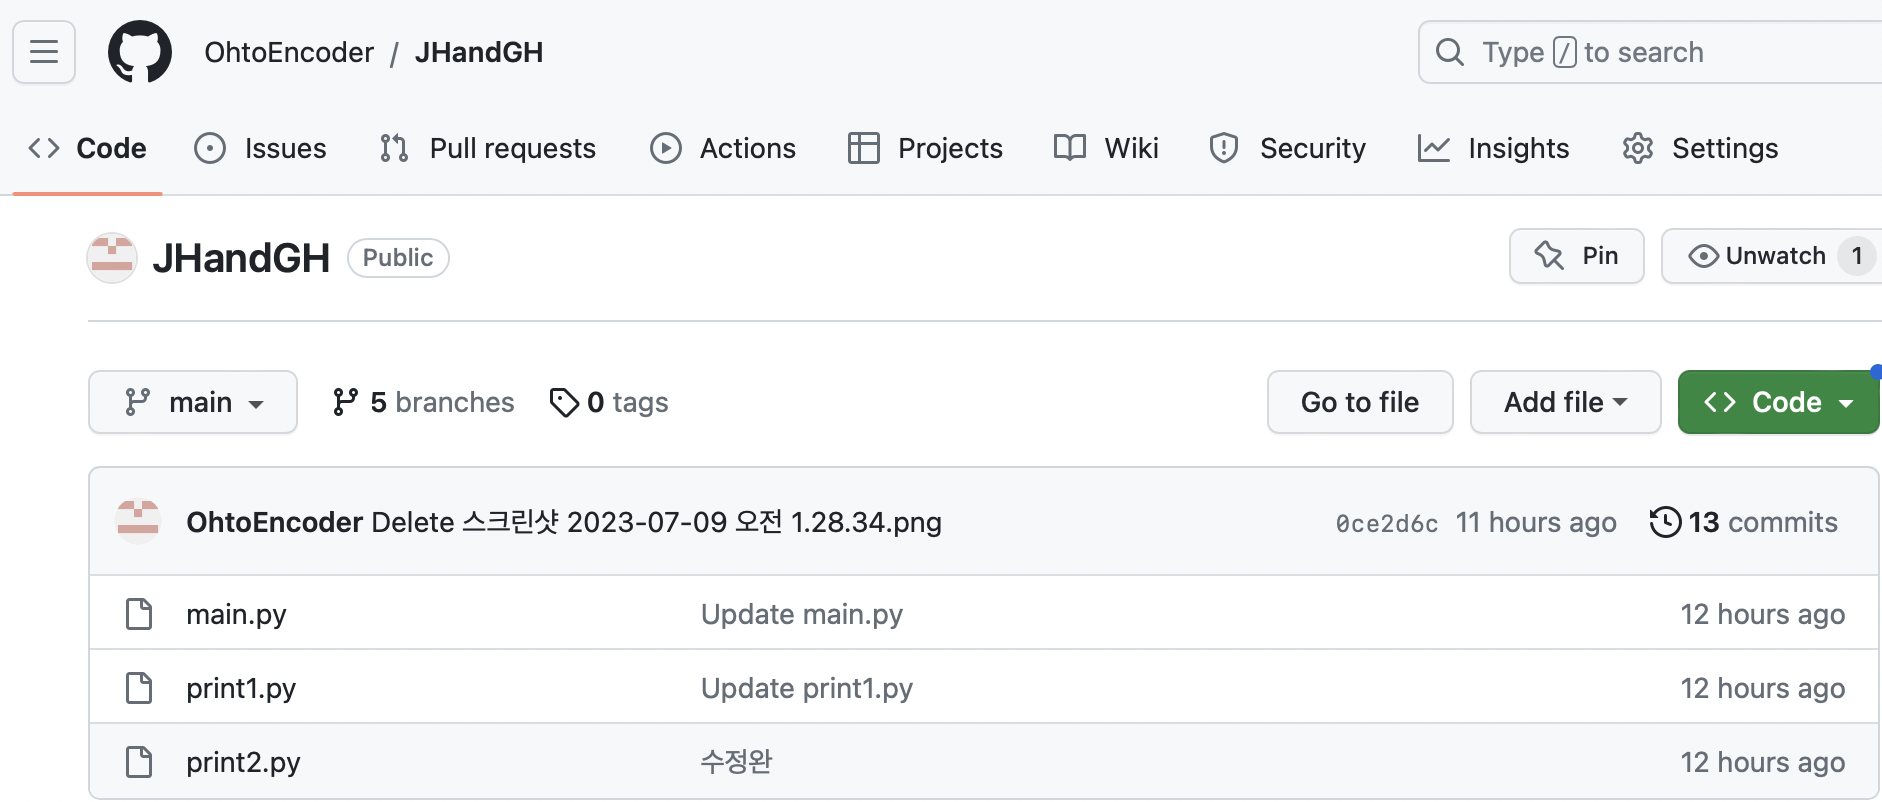 OhtoEncoder / JHandGH
Type / to search
Code Issues Pull requests Actions Projects Wiki Security Insights Settings
JHandGH Public
Pin Unwatch 1
main 5 branches 0 tags
Go to file Add file Code
OhtoEncoder Delete 스크린샷 2023-07-09 오전 1.28.34.png 0ce2d6c 11 hours ago 13 commits
main.py Update main.py 12 hours ago
print1.py Update print1.py 12 hours ago
print2.py 수정완 12 hours ago